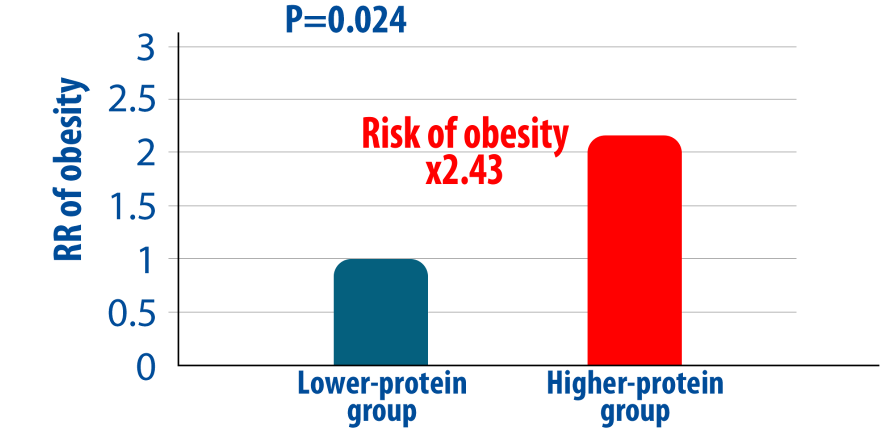 P=0.024
3
2.5
2
1.5
1
0.5
0
RR of obesity
Risk of obesity
x2.43
Lower-protein
group
Higher-protein
group